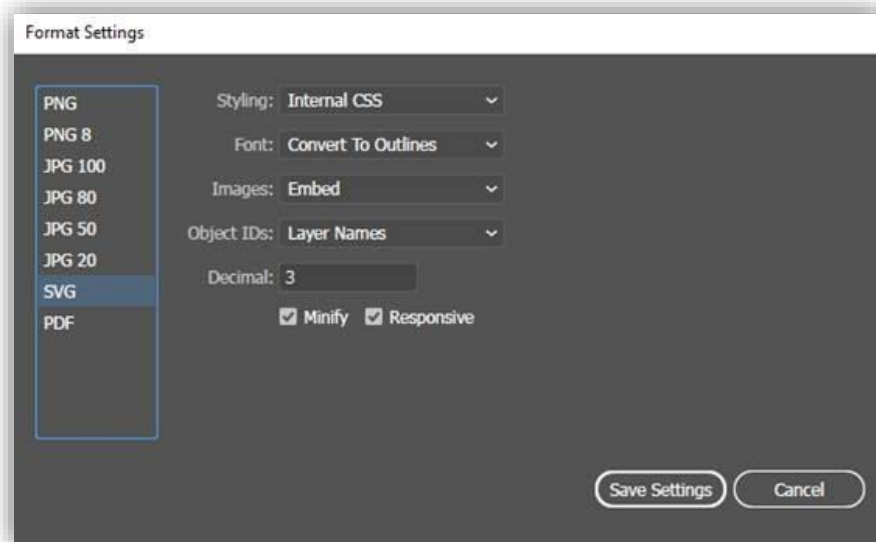 Format Settings
PNG
PNG 8
JPG 100
JPG 80
JPG 50
JPG 20
SVG
PDF
Styling: Internal CSS
Font: Convert To Outlines
Images: Embed
Object IDs: Layer Names
Decimal: 3
Minify Responsive
Save Settings Cancel